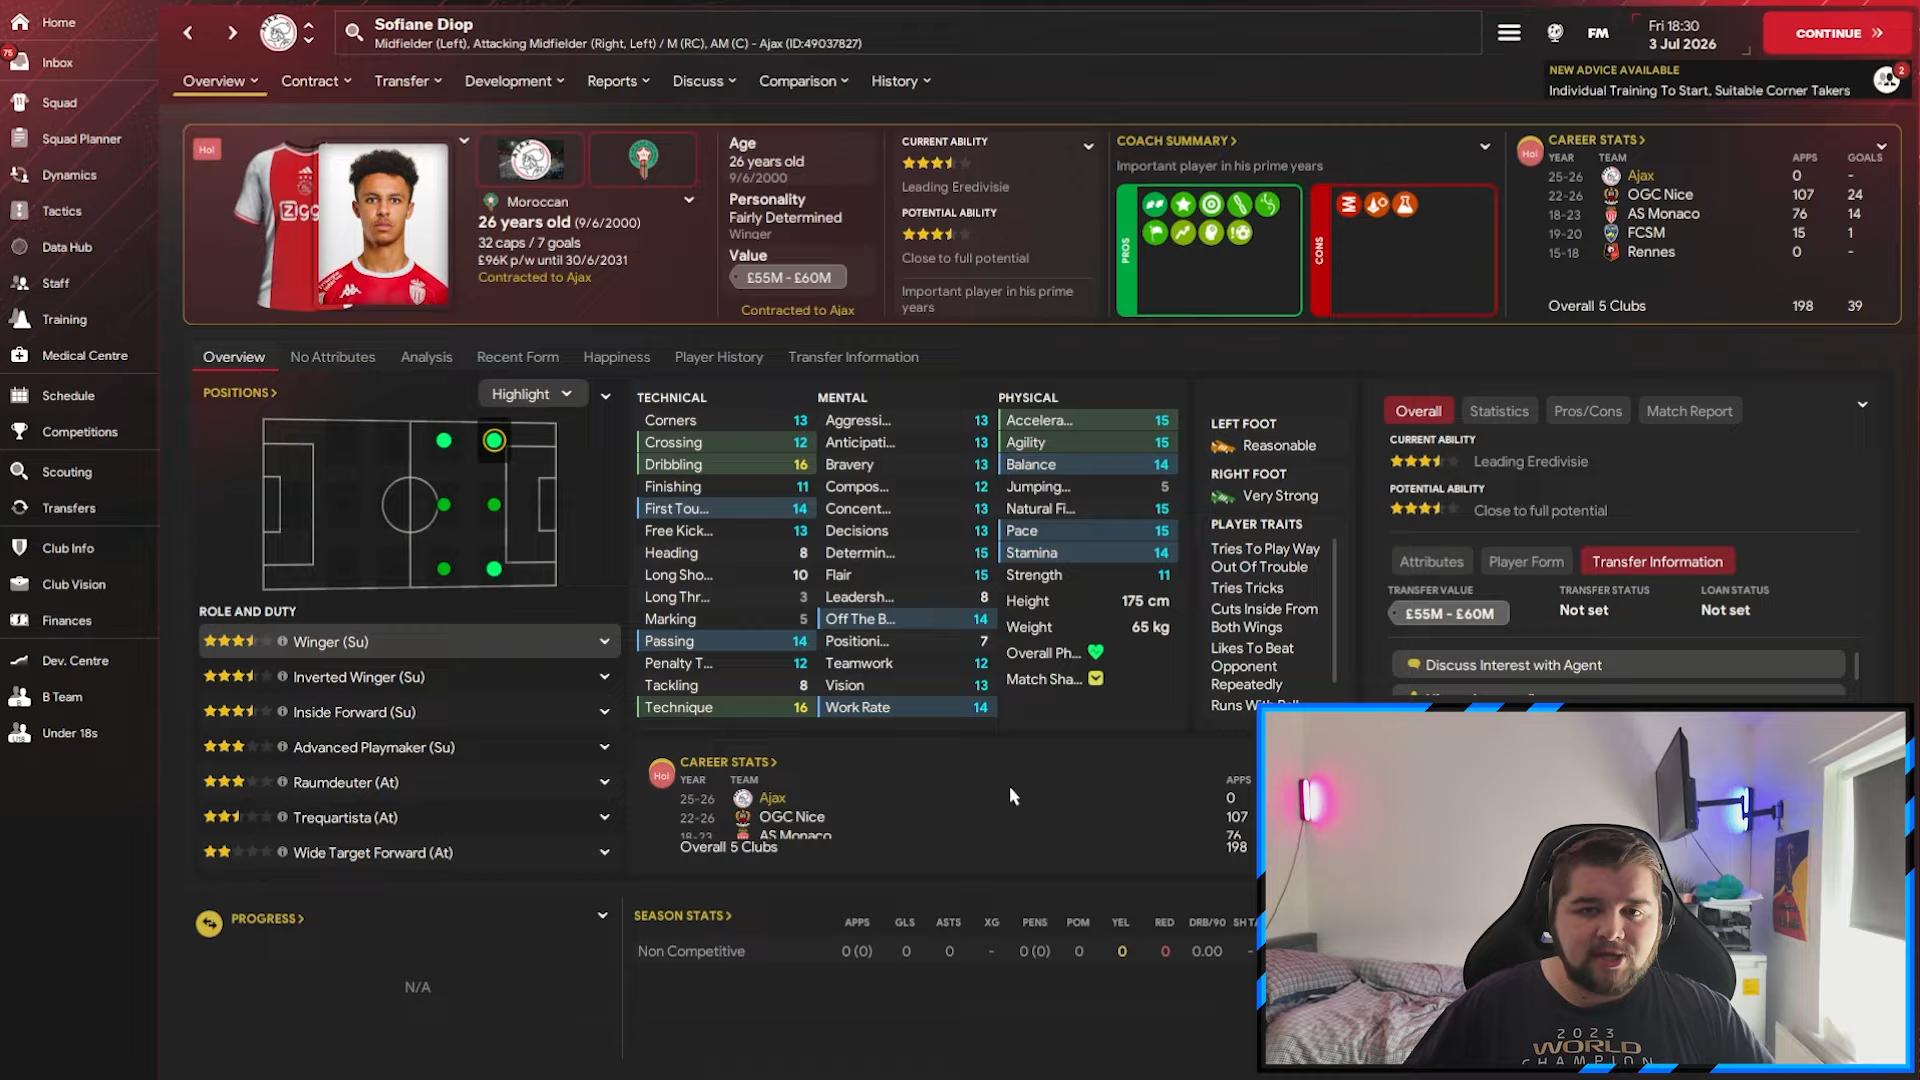 Home
75
Inbox
Squad
Squad Planner
Dynamics
Tactics
Data Hub
Staff
Training
Medical Centre
Schedule
Competitions
Scouting
Transfers
Club Info
Club Vision
Finances
Dev. Centre
B Team
Under 18s
Sofiane Diop
Midfielder (Left), Attacking Midfielder (Right, Left) / M (RC), AM (C) - Ajax (ID:49037827)
FM
Fri 18:30
3 Jul 2026
CONTINUE
Overview
Contract
Transfer
Development
Reports
Discuss
Comparison
History
NEW ADVICE AVAILABLE
Individual Training To Start, Suitable Corner Takers
2
Hol
Zigg
Moroccan
26 years old (9/6/2000)
32 caps / 7 goals
£96K p/w until 30/6/2031
Contracted to Ajax
Age
26 years old
9/6/2000
Personality
Fairly Determined
Winger
Value
£55M - £60M
Contracted to Ajax
CURRENT ABILITY
Leading Eredivisie
POTENTIAL ABILITY
Close to full potential
Important player in his prime
years
COACH SUMMARY >
Important player in his prime years
PROS
CONS
Hol
CAREER STATS >
YEAR TEAM APPS GOALS
25-26 Ajax 0 -
22-26 OGC Nice 107 24
18-23 AS Monaco 76 14
19-20 FCSM 15 1
15-18 Rennes 0 -
Overall 5 Clubs 198 39
Overview
No Attributes
Analysis
Recent Form
Happiness
Player History
Transfer Information
POSITIONS >
Highlight
ROLE AND DUTY
Winger (Su)
Inverted Winger (Su)
Inside Forward (Su)
Advanced Playmaker (Su)
Raumdeuter (At)
Trequartista (At)
Wide Target Forward (At)
TECHNICAL
Corners 13
Crossing 12
Dribbling 16
Finishing 11
First Tou... 14
Free Kick... 13
Heading 8
Long Sho... 10
Long Thr... 3
Marking 5
Passing 14
Penalty T... 12
Tackling 8
Technique 16
MENTAL
Aggressi... 13
Anticipati... 13
Bravery 13
Compos... 12
Concent... 13
Decisions 13
Determin... 15
Flair 15
Leadersh... 8
Off The B... 14
Positioni... 7
Teamwork 12
Vision 13
Work Rate 14
PHYSICAL
Accelera... 15
Agility 15
Balance 14
Jumping... 5
Natural Fi... 15
Pace 15
Stamina 14
Strength 11
Height 175 cm
Weight 65 kg
Overall Ph...
Match Sha...
LEFT FOOT
Reasonable
RIGHT FOOT
Very Strong
PLAYER TRAITS
Tries To Play Way
Out Of Trouble
Tries Tricks
Cuts Inside From
Both Wings
Likes To Beat
Opponent
Repeatedly
Runs With
Overall
Statistics
Pros/Cons
Match Report
CURRENT ABILITY
Leading Eredivisie
POTENTIAL ABILITY
Close to full potential
Attributes
Player Form
Transfer Information
TRANSFER VALUE
£55M - £60M
TRANSFER STATUS
Not set
LOAN STATUS
Not set
Discuss Interest with Agent
Hol
CAREER STATS >
YEAR TEAM APPS
25-26 Ajax 0
22-26 OGC Nice 107
18-23 AS Monaco 76
Overall 5 Clubs 198
PROGRESS >
N/A
SEASON STATS >
APPS GLS ASTS XG PENS POM YEL RED DRB/90 SH T
Non Competitive 0 (0) 0 0 - 0 (0) 0 0 0 0.00 -
2023
WORLD
CHAMPION